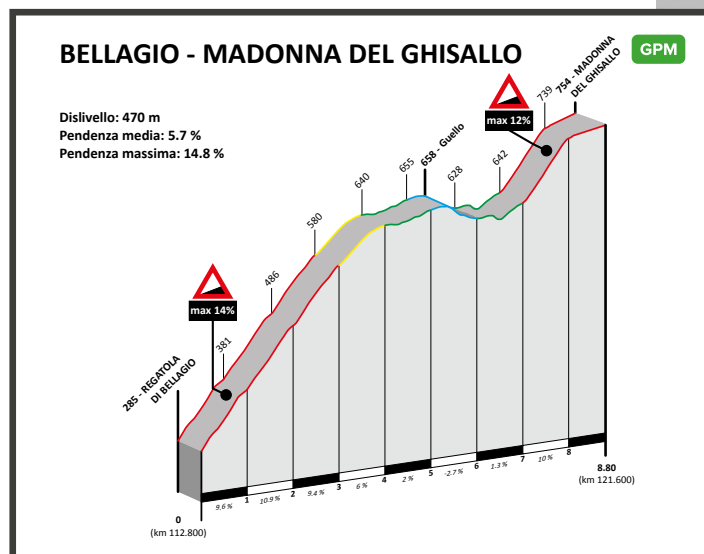 BELLAGIO - MADONNA DEL GHISALLO
GPM
Dislivello: 470 m
Pendenza media: 5.7 %
Pendenza massima: 14.8 %
285 - REGATOLA
DI BELLAGIO
max 14%
381
486
580
640
655
658 - Guello
628
642
max 12%
739
754 - MADONNA
DEL GHISALLO
9.6 %
1
10.9 %
2
9.4 %
3
6 %
4
2 %
5
-2.7 %
6
1.3 %
7
10 %
8
0
(km 112.800)
8.80
(km 121.600)